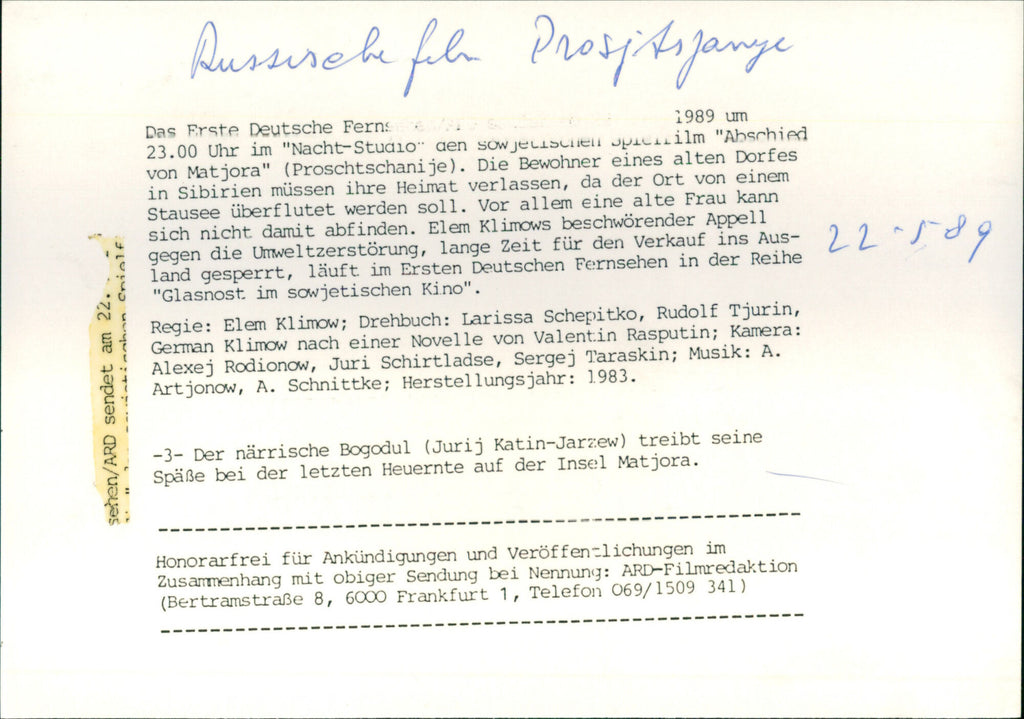 Russische film Prosjtsjanye
Das Erste Deutsche Ferns 1989 um
23.00 Uhr im "Nacht-Studio" den sowjetischen Spielfilm "Abschied
von Matjora" (Proschtschanije). Die Bewohner eines alten Dorfes
in Sibirien müssen ihre Heimat verlassen, da der Ort von einem
Stausee überflutet werden soll. Vor allem eine alte Frau kann
sich nicht damit abfinden. Elem Klimows beschwörender Appell
gegen die Umweltzerstörung, lange Zeit für den Verkauf ins Aus-
land gesperrt, läuft im Ersten Deutschen Fernsehen in der Reihe
"Glasnost im sowjetischen Kino".
22-5-89
Regie: Elem Klimow; Drehbuch: Larissa Schepitko, Rudolf Tjurin,
German Klimow nach einer Novelle von Valentin Rasputin; Kamera:
Alexej Rodionow, Juri Schirtladse, Sergej Taraskin; Musik: A.
Artjonow, A. Schnittke; Herstellungsjahr: 1983.
-3- Der närrische Bogodul (Jurij Katin-Jarzew) treibt seine
Späße bei der letzten Heuernte auf der Insel Matjora.
Honorarfrei für Ankündigungen und Veröffentlichungen im
Zusammenhang mit obiger Sendung bei Nennung: ARD-Filmredaktion
(Bertramstraße 8, 6000 Frankfurt 1, Telefon 069/1509 341)
sehen/ARD sendet am 22.